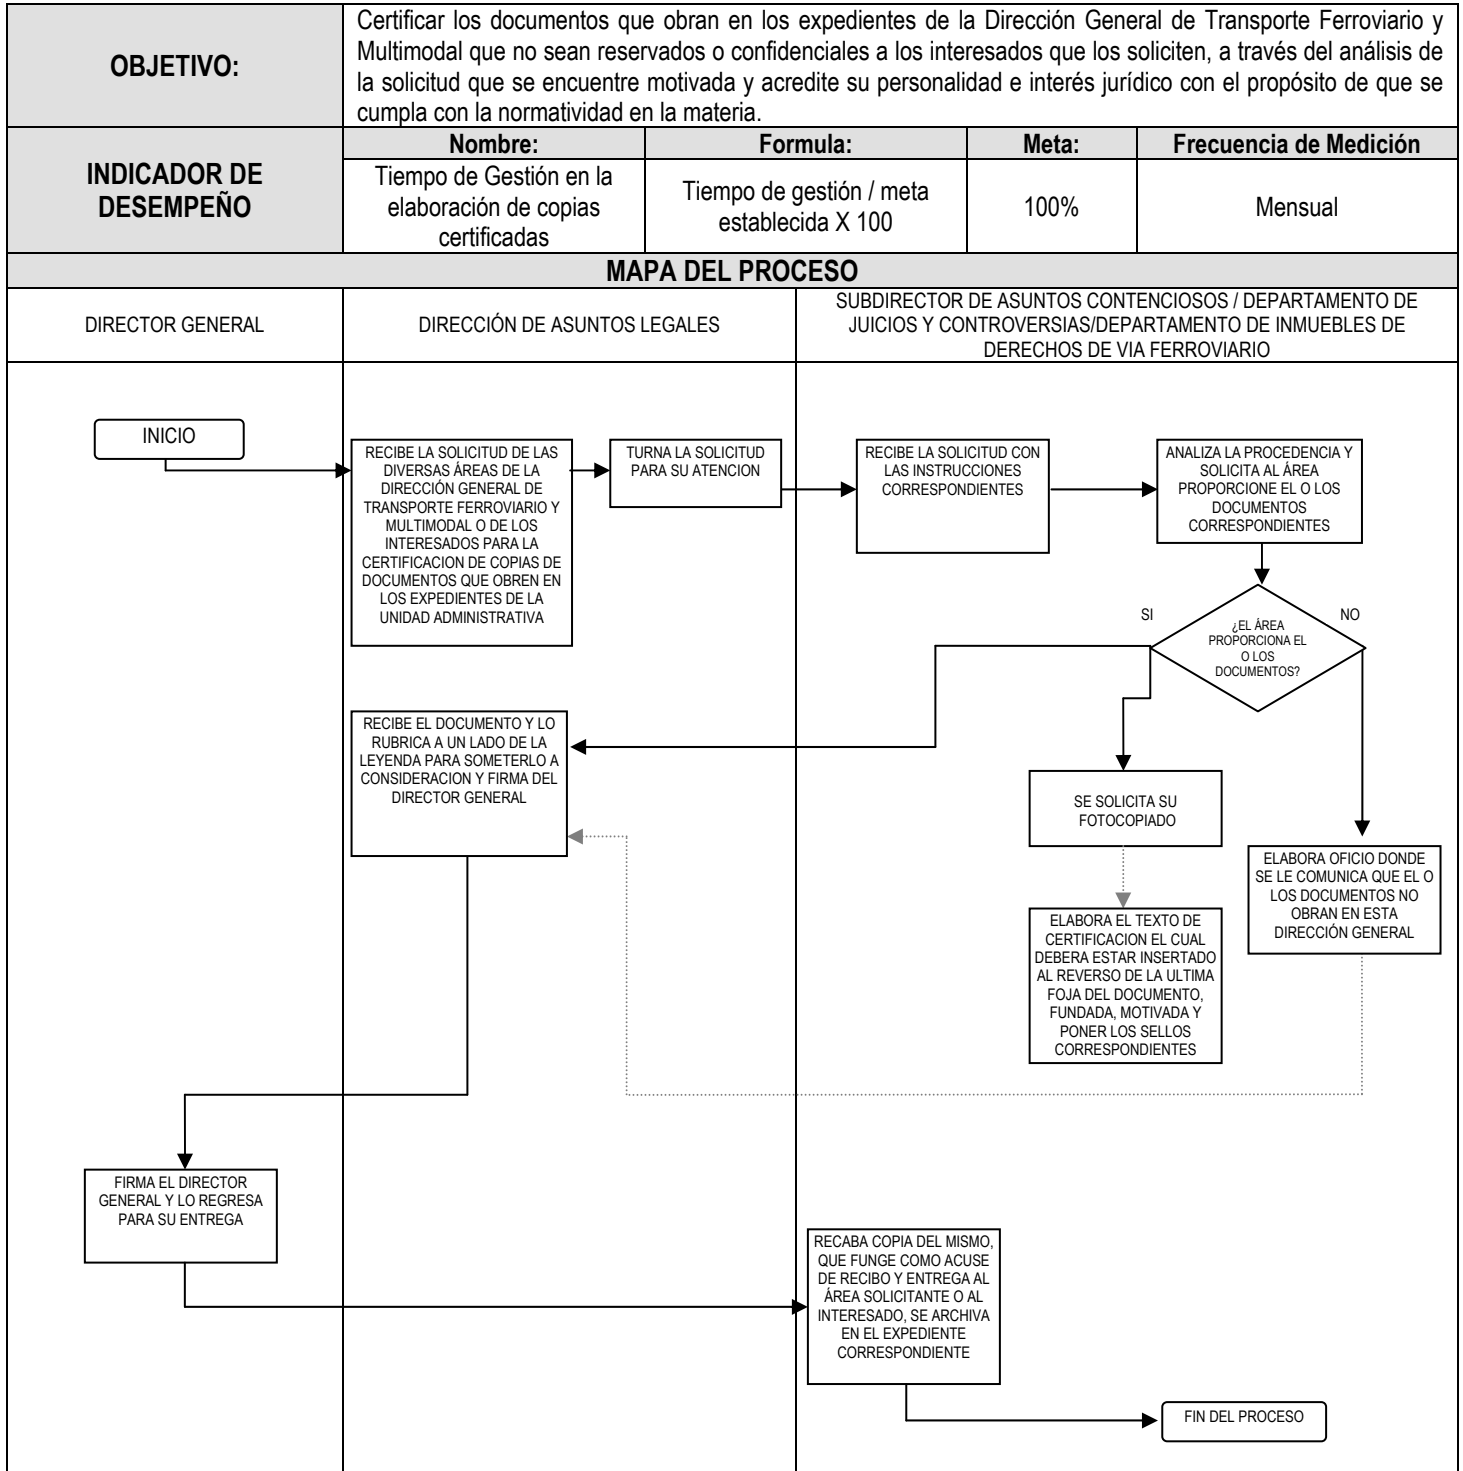 OBJETIVO:
Certificar los documentos que obran en los expedientes de la Dirección General de Transporte Ferroviario y
Multimodal que no sean reservados o confidenciales a los interesados que los soliciten, a través del análisis de
la solicitud que se encuentre motivada y acredite su personalidad e interés jurídico con el propósito de que se
cumpla con la normatividad en la materia.
INDICADOR DE
DESEMPEÑO
Nombre:
Formula:
Meta:
Frecuencia de Medición
Tiempo de Gestión en la
elaboración de copias
certificadas
Tiempo de gestión / meta
establecida X 100
100%
Mensual
MAPA DEL PROCESO
DIRECTOR GENERAL
DIRECCIÓN DE ASUNTOS LEGALES
SUBDIRECTOR DE ASUNTOS CONTENCIOSOS / DEPARTAMENTO DE
JUICIOS Y CONTROVERSIAS/DEPARTAMENTO DE INMUEBLES DE
DERECHOS DE VIA FERROVIARIO
INICIO
RECIBE LA SOLICITUD DE LAS
DIVERSAS ÁREAS DE LA
DIRECCIÓN GENERAL DE
TRANSPORTE FERROVIARIO Y
MULTIMODAL O DE LOS
INTERESADOS PARA LA
CERTIFICACION DE COPIAS DE
DOCUMENTOS QUE OBREN EN
LOS EXPEDIENTES DE LA
UNIDAD ADMINISTRATIVA
TURNA LA SOLICITUD
PARA SU ATENCION
RECIBE LA SOLICITUD CON
LAS INSTRUCCIONES
CORRESPONDIENTES
ANALIZA LA PROCEDENCIA Y
SOLICITA AL ÁREA
PROPORCIONE EL O LOS
DOCUMENTOS
CORRESPONDIENTES
SI
NO
¿EL ÁREA
PROPORCIONA EL
O LOS
DOCUMENTOS?
RECIBE EL DOCUMENTO Y LO
RUBRICA A UN LADO DE LA
LEYENDA PARA SOMETERLO A
CONSIDERACION Y FIRMA DEL
DIRECTOR GENERAL
SE SOLICITA SU
FOTOCOPIADO
ELABORA OFICIO DONDE
SE LE COMUNICA QUE EL O
LOS DOCUMENTOS NO
OBRAN EN ESTA
DIRECCIÓN GENERAL
ELABORA EL TEXTO DE
CERTIFICACION EL CUAL
DEBERA ESTAR INSERTADO
AL REVERSO DE LA ULTIMA
FOJA DEL DOCUMENTO,
FUNDADA, MOTIVADA Y
PONER LOS SELLOS
CORRESPONDIENTES
FIRMA EL DIRECTOR
GENERAL Y LO REGRESA
PARA SU ENTREGA
RECABA COPIA DEL MISMO,
QUE FUNGE COMO ACUSE
DE RECIBO Y ENTREGA AL
ÁREA SOLICITANTE O AL
INTERESADO, SE ARCHIVA
EN EL EXPEDIENTE
CORRESPONDIENTE
FIN DEL PROCESO